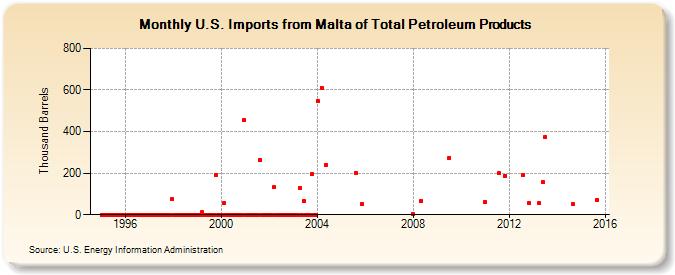 Monthly U.S. Imports from Malta of Total Petroleum Products
Thousand Barrels
800
600
400
200
0
1996 2000 2004 2008 2012 2016
Source: U.S. Energy Information Administration